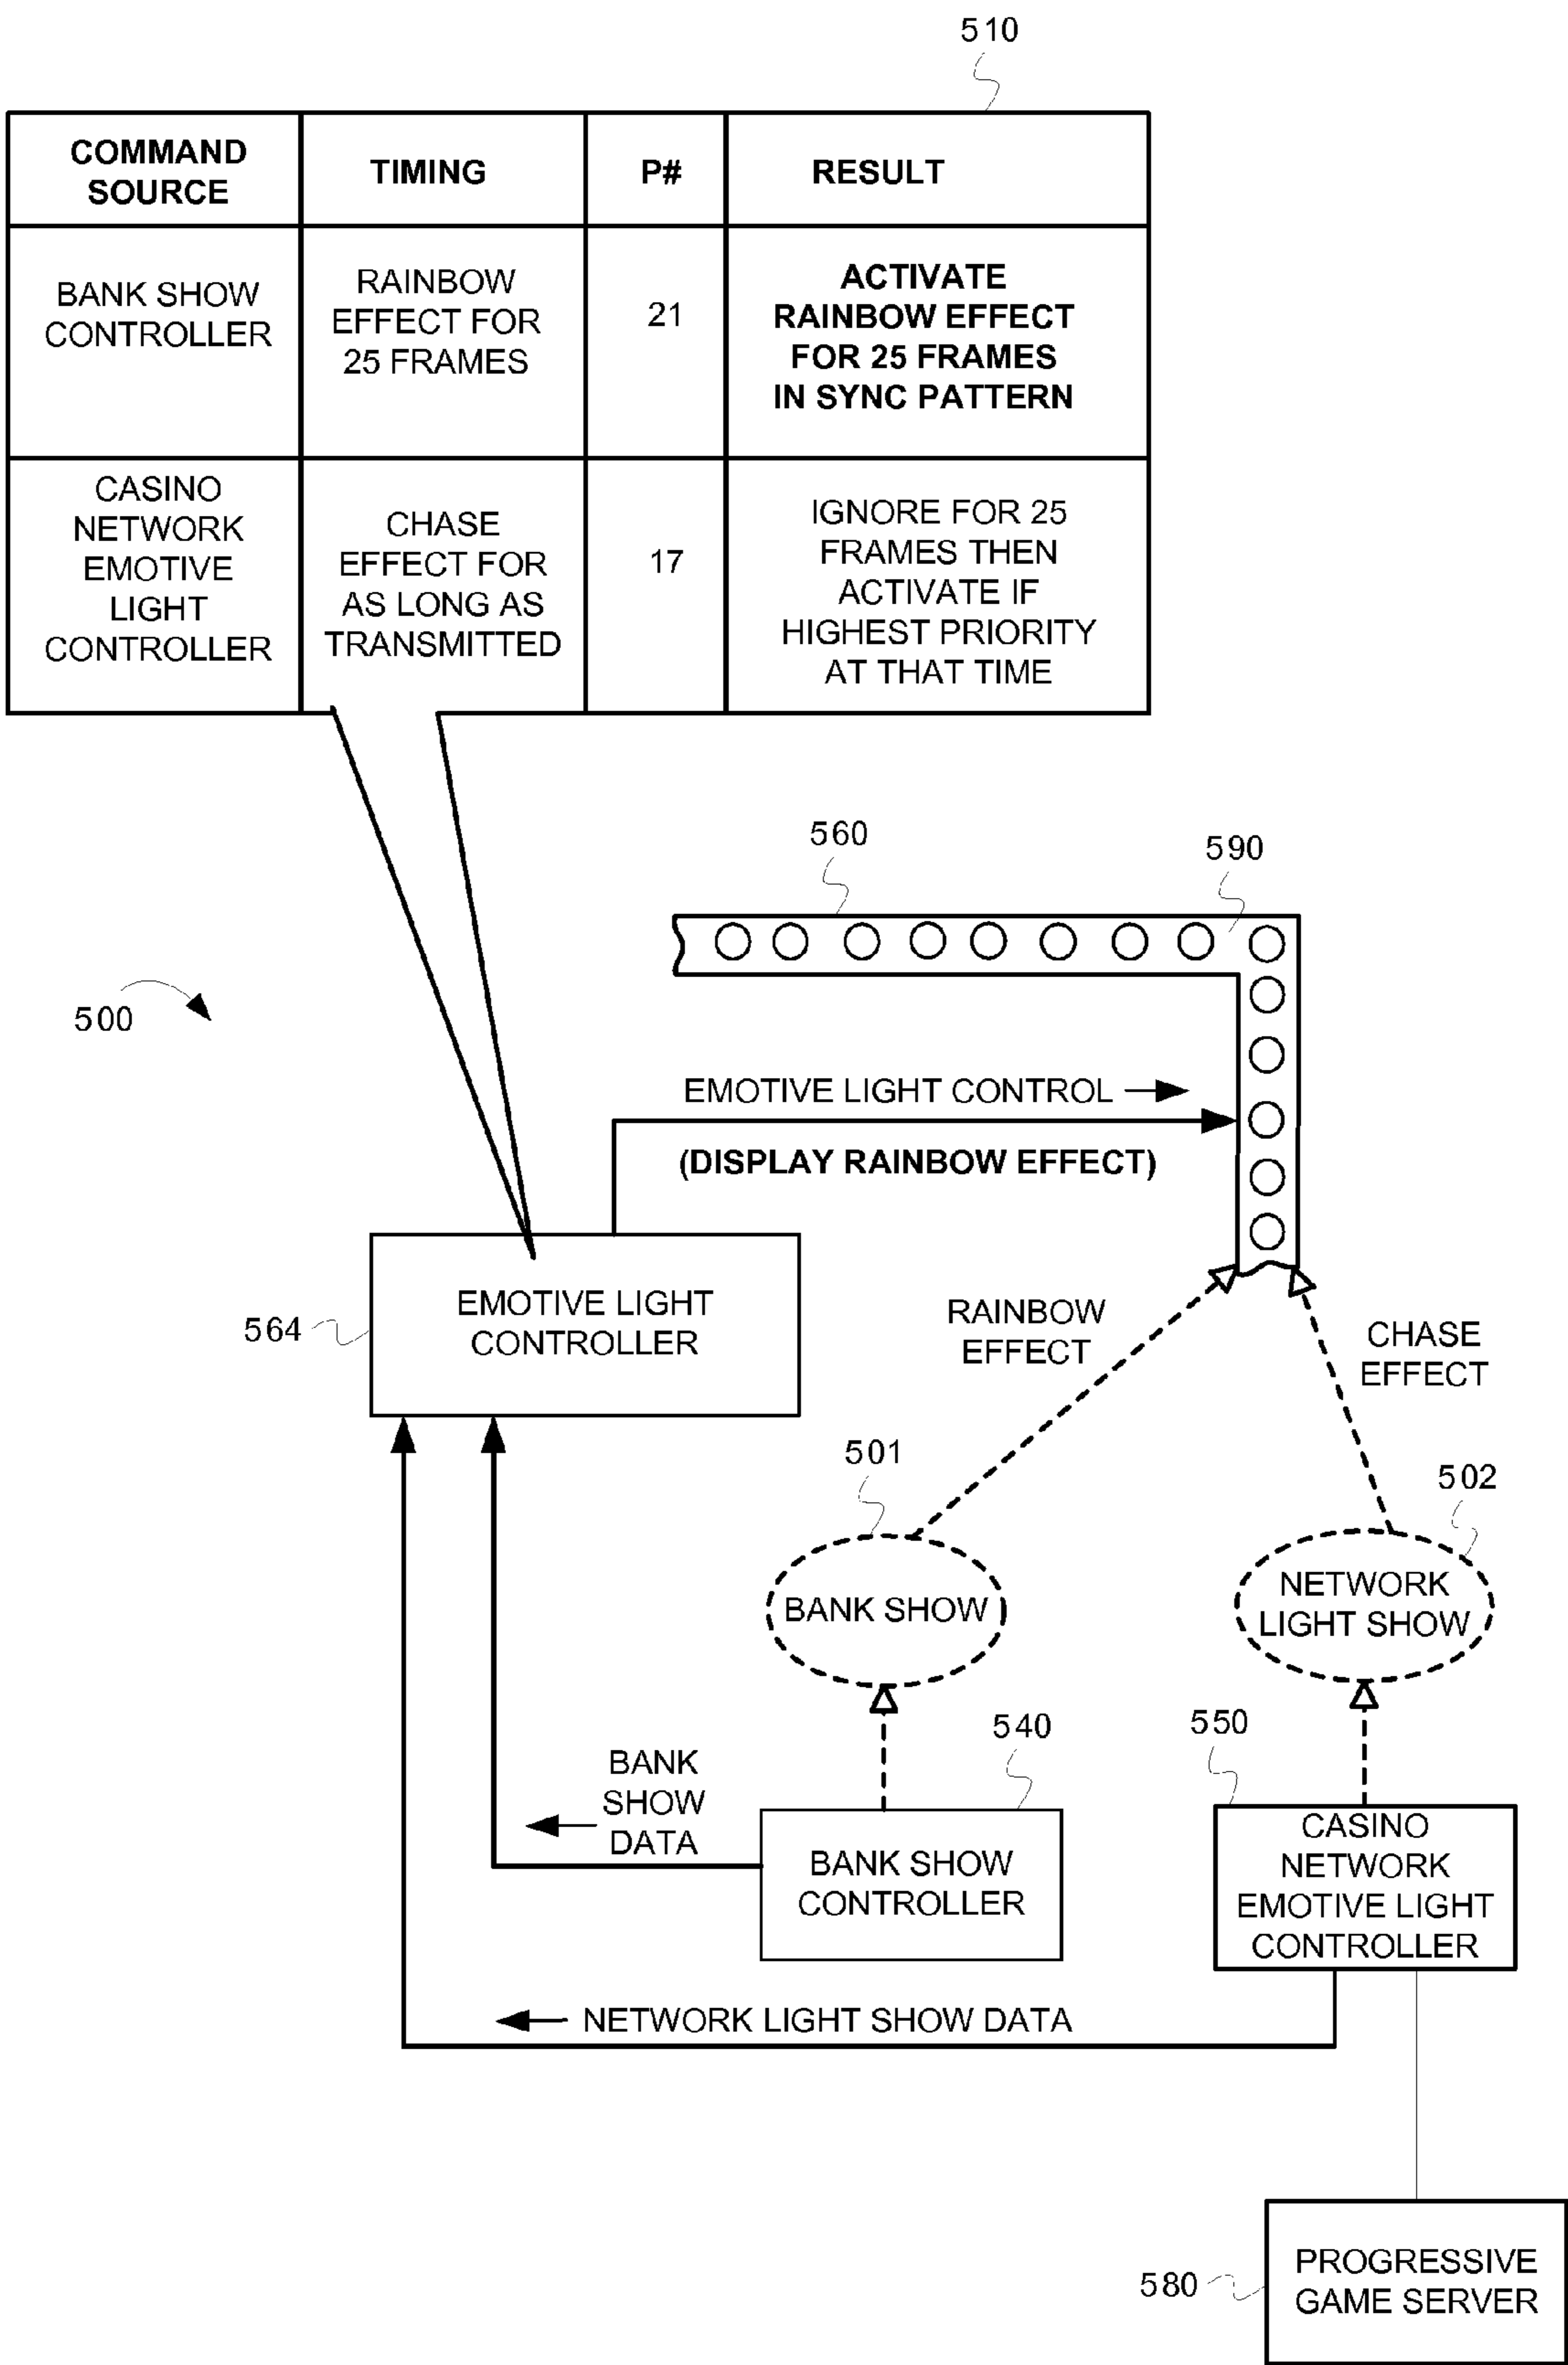 510
COMMAND
SOURCE
TIMING
P#
RESULT
BANK SHOW
CONTROLLER
RAINBOW
EFFECT FOR
25 FRAMES
21
ACTIVATE
RAINBOW EFFECT
FOR 25 FRAMES
IN SYNC PATTERN
CASINO
NETWORK
EMOTIVE
LIGHT
CONTROLLER
CHASE
EFFECT FOR
AS LONG AS
TRANSMITTED
17
IGNORE FOR 25
FRAMES THEN
ACTIVATE IF
HIGHEST PRIORITY
AT THAT TIME
560
590
500
EMOTIVE LIGHT CONTROL
(DISPLAY RAINBOW EFFECT)
564
EMOTIVE LIGHT
CONTROLLER
RAINBOW
EFFECT
CHASE
EFFECT
501
502
BANK SHOW
NETWORK
LIGHT SHOW
540
550
BANK
SHOW
DATA
BANK SHOW
CONTROLLER
CASINO
NETWORK
EMOTIVE LIGHT
CONTROLLER
NETWORK LIGHT SHOW DATA
580
PROGRESSIVE
GAME SERVER